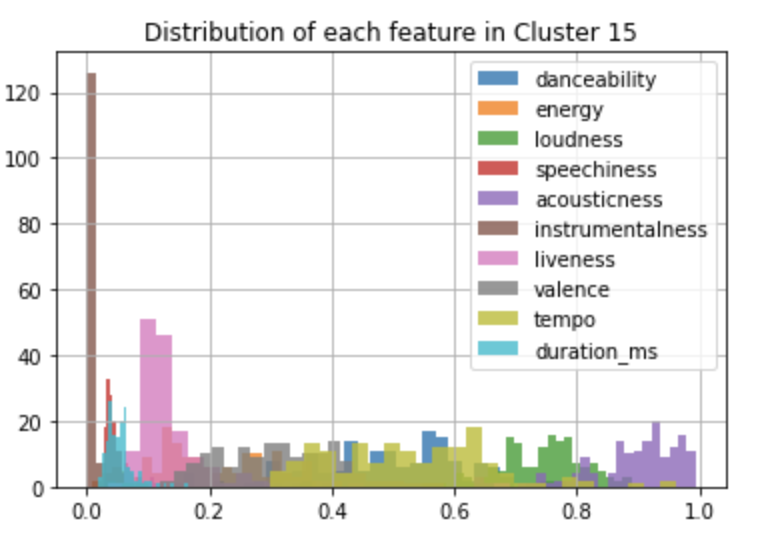 Distribution of each feature in Cluster 15
120
100
80
60
40
20
0
0.0 0.2 0.4 0.6 0.8 1.0
danceability
energy
loudness
speechiness
acousticness
instrumentalness
liveness
valence
tempo
duration_ms